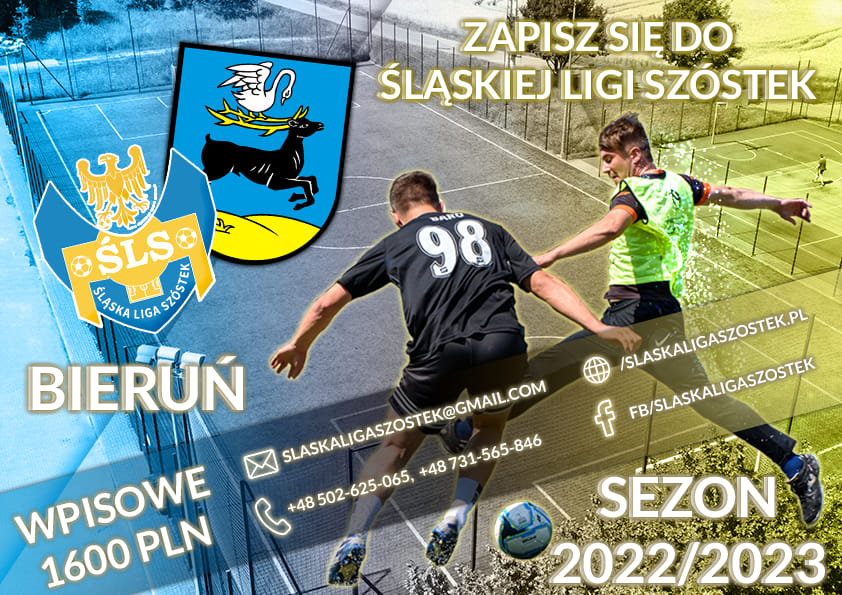 ZAPISZ SIĘ DO
ŚLĄSKIEJ LIGI SZÓSTEK
ŚLS
ŚLĄSKA LIGA SZÓSTEK
98
BIERUŃ
/SLASKALIGASZOSTEK.PL
FB/SLASKALIGASZOSTEK
SLASKALIGASZOSTEK@GMAIL.COM
+48 502-625-065, +48 731-565-846
WPISOWE
1600 PLN
SEZON
2022/2023